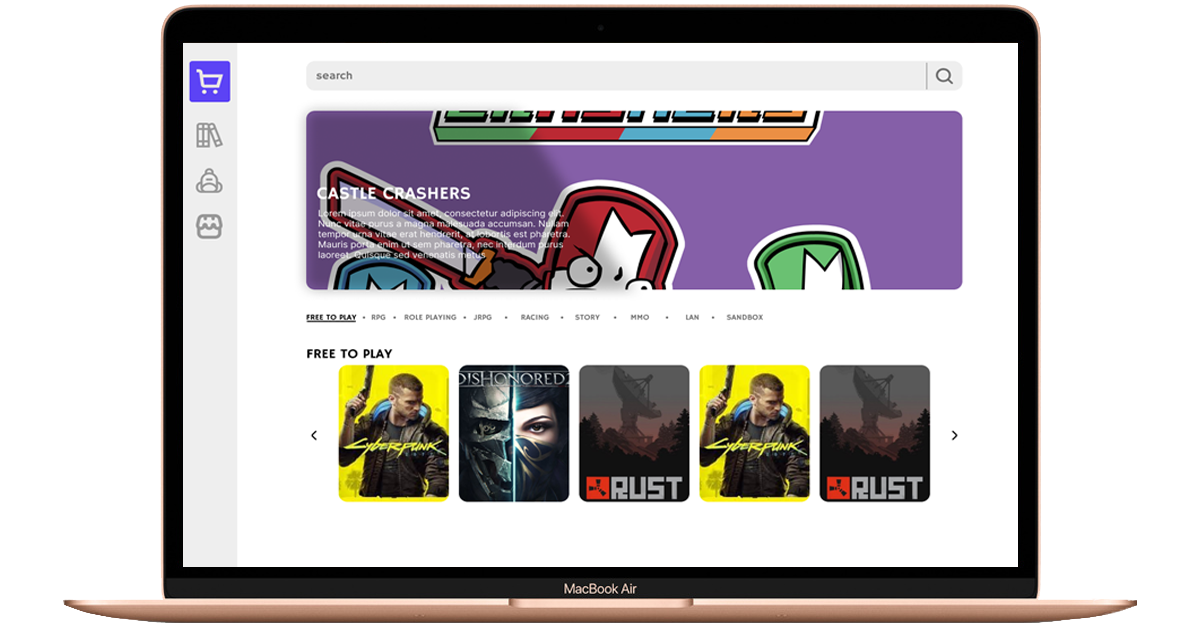 search
CASTLE CRASHERS
Lorem ipsum dolor sit amet, consectetur adipiscing elit.
Nunc vitae purus a magna malesuada accumsan. Nullam
tempor urna vitae erat hendrerit, at lobortis est pharetra.
Mauris porta enim ut sem pharetra, nec interdum purus
laoreet. Quisque sed venenatis metus
FREE TO PLAY • RPG • ROLE PLAYING • JRPG • RACING • STORY • MMO • LAN • SANDBOX
FREE TO PLAY
DISHONORED2
CYBERPUNK
CYBERPUNK
RUST
RUST
MacBook Air